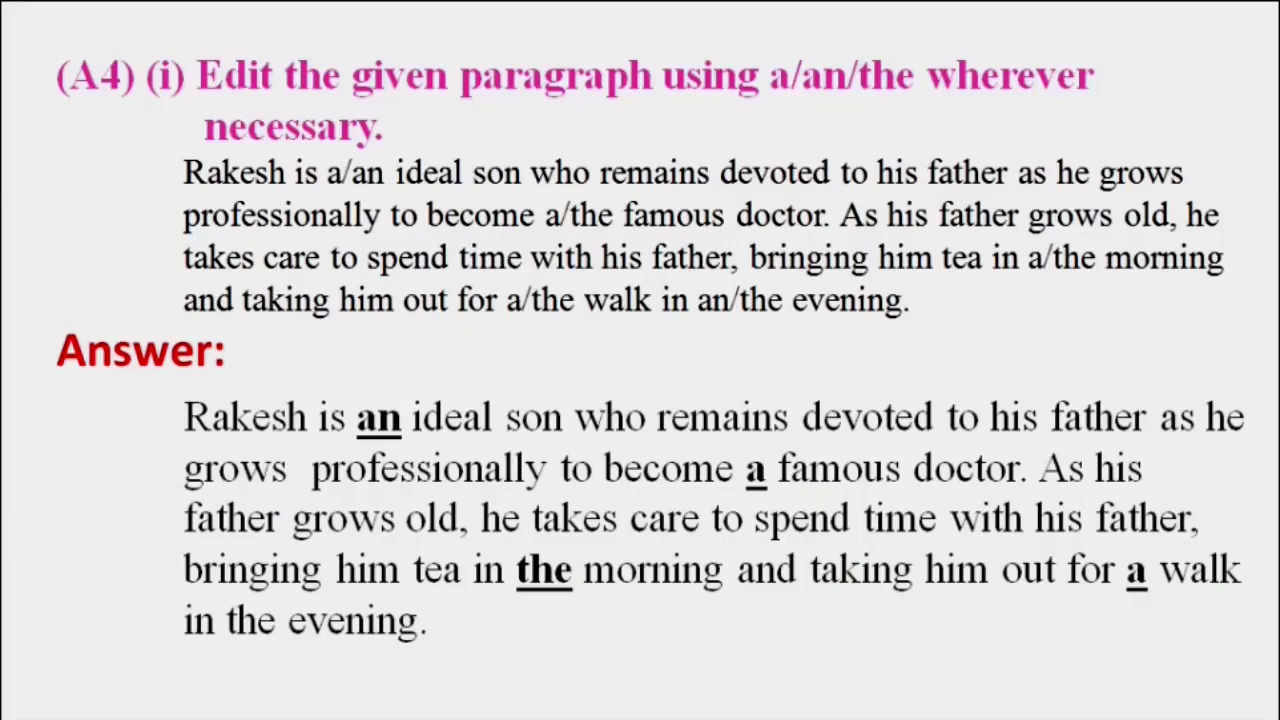 (A4) (i) Edit the given paragraph using a/an/the wherever
necessary.
Rakesh is a/an ideal son who remains devoted to his father as he grows
professionally to become a/the famous doctor. As his father grows old, he
takes care to spend time with his father, bringing him tea in a/the morning
and taking him out for a/the walk in an/the evening.
Answer:
Rakesh is an ideal son who remains devoted to his father as he
grows professionally to become a famous doctor. As his
father grows old, he takes care to spend time with his father,
bringing him tea in the morning and taking him out for a walk
in the evening.